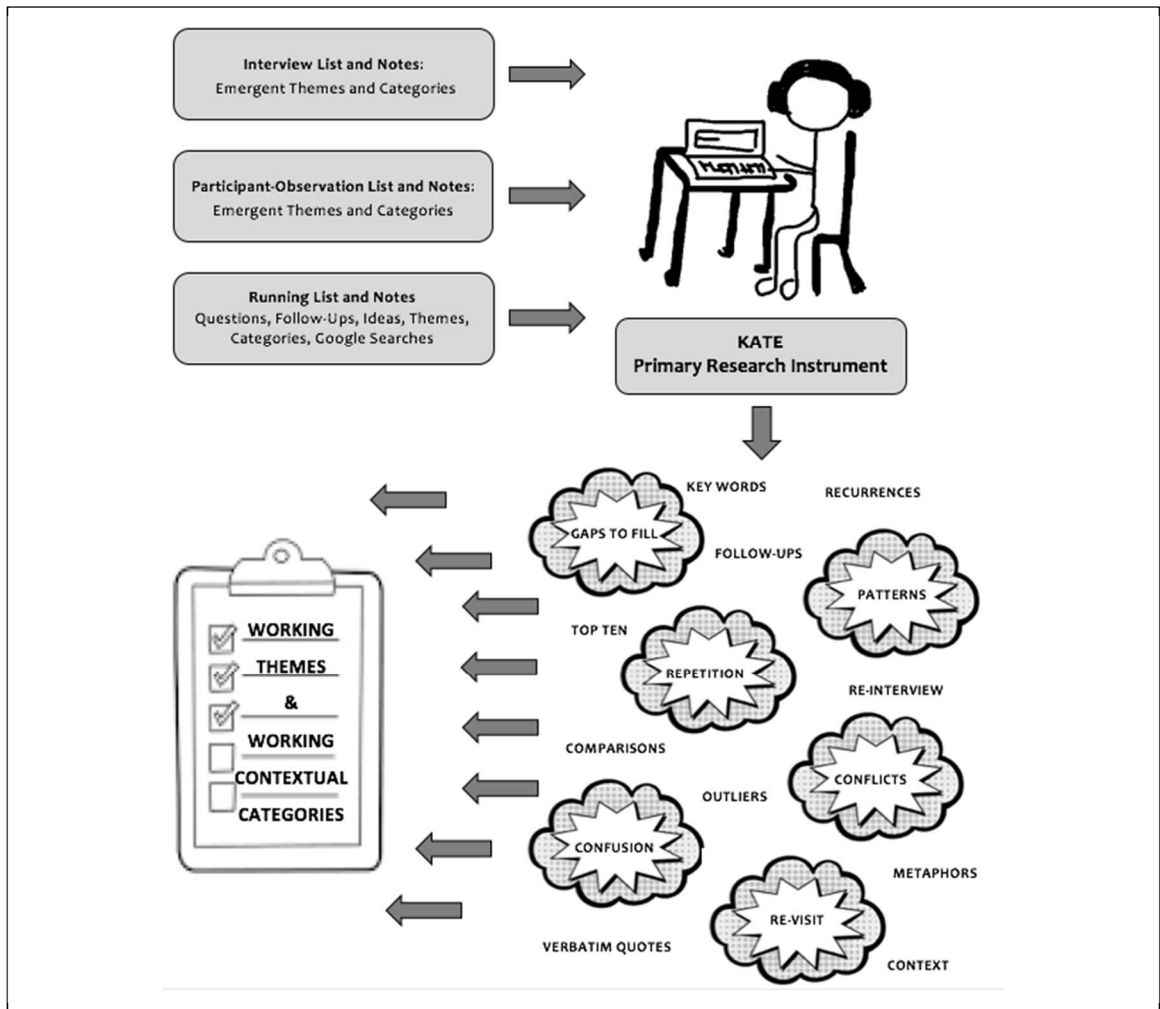 Interview List and Notes:
Emergent Themes and Categories
Participant-Observation List and Notes:
Emergent Themes and Categories
Running List and Notes
Questions, Follow-Ups, Ideas, Themes,
Categories, Google Searches
KATE
Primary Research Instrument
KEY WORDS
RECURRENCES
GAPS TO FILL
FOLLOW-UPS
PATTERNS
TOP TEN
REPETITION
RE-INTERVIEW
COMPARISONS
CONFLICTS
OUTLIERS
CONFUSION
METAPHORS
RE-VISIT
VERBATIM QUOTES
CONTEXT
WORKING
THEMES
&
WORKING
CONTEXTUAL
CATEGORIES